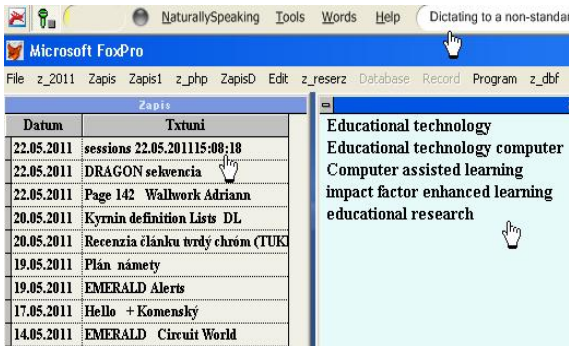 NaturallySpeaking Tools Words Help Dictating to a non-standar
Microsoft FoxPro
File z_2011 Zapis Zapis1 z_php ZapisD Edit z_reserz Database Record Program z_dbf
Zapis
Datum Txtuni
22.05.2011 sessions 22.05.201115:08:18
22.05.2011 DRAGON sekvencia
22.05.2011 Page 142 Wallwork Adriann
20.05.2011 Kyrnin definition Lists DL
20.05.2011 Recenzia článku tvrdý chróm (TUKE
19.05.2011 Plán námety
19.05.2011 EMERALD Alerts
17.05.2011 Hello + Komenský
14.05.2011 EMERALD Circuit World
Educational technology
Educational technology computer
Computer assisted learning
impact factor enhanced learning
educational research